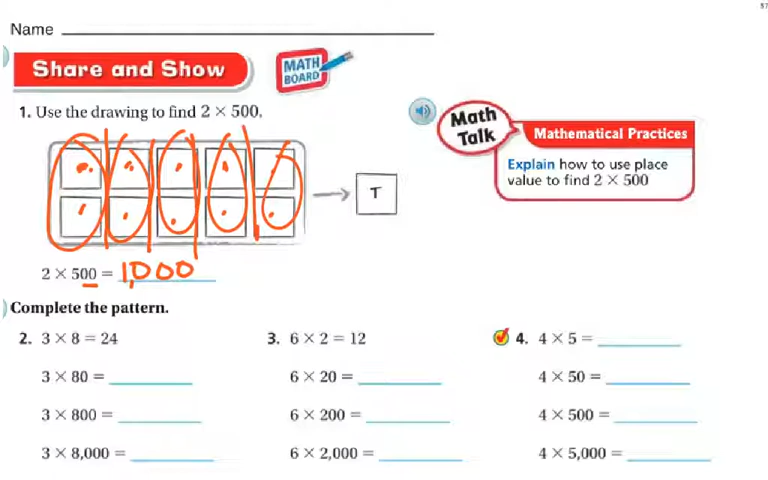 57
Name
Share and Show
MATH BOARD
1. Use the drawing to find 2 × 500.
T
2 × 500 = 1,000
Math Talk
Mathematical Practices
Explain how to use place
value to find 2 × 500
Complete the pattern.
2. 3 × 8 = 24
3 × 80 =
3 × 800 =
3 × 8,000 =
3. 6 × 2 = 12
6 × 20 =
6 × 200 =
6 × 2,000 =
4. 4 × 5 =
4 × 50 =
4 × 500 =
4 × 5,000 =